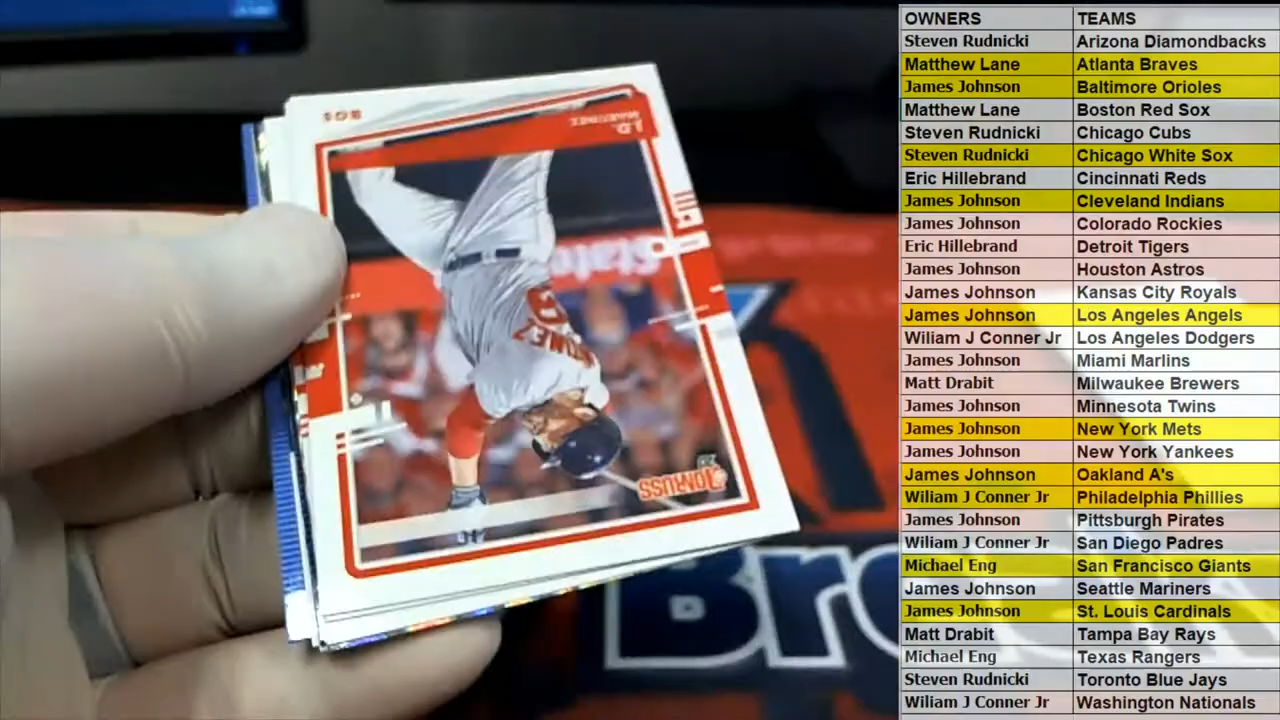 OWNERS TEAMS
Steven Rudnicki Arizona Diamondbacks
Matthew Lane Atlanta Braves
James Johnson Baltimore Orioles
Matthew Lane Boston Red Sox
Steven Rudnicki Chicago Cubs
Steven Rudnicki Chicago White Sox
Eric Hillebrand Cincinnati Reds
James Johnson Cleveland Indians
James Johnson Colorado Rockies
Eric Hillebrand Detroit Tigers
James Johnson Houston Astros
James Johnson Kansas City Royals
James Johnson Los Angeles Angels
Wiliam J Conner Jr Los Angeles Dodgers
James Johnson Miami Marlins
Matt Drabit Milwaukee Brewers
James Johnson Minnesota Twins
James Johnson New York Mets
James Johnson New York Yankees
James Johnson Oakland A's
Wiliam J Conner Jr Philadelphia Phillies
James Johnson Pittsburgh Pirates
Wiliam J Conner Jr San Diego Padres
Michael Eng San Francisco Giants
James Johnson Seattle Mariners
James Johnson St. Louis Cardinals
Matt Drabit Tampa Bay Rays
Michael Eng Texas Rangers
Steven Rudnicki Toronto Blue Jays
Wiliam J Conner Jr Washington Nationals
J.D.
MARTINEZ
State
DONRUSS